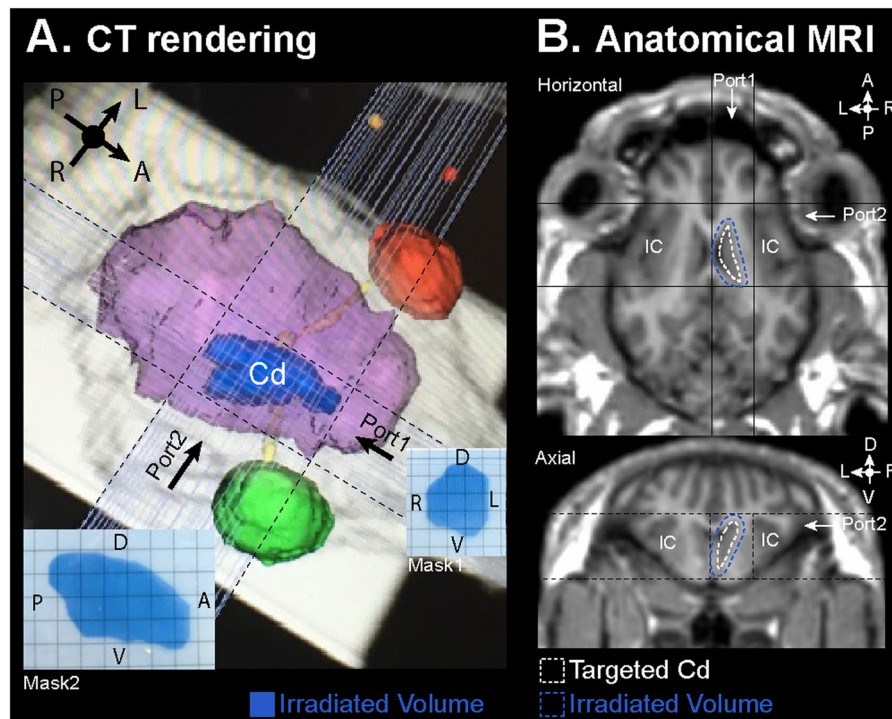 A. CT rendering
P
L
R
A
Cd
Port2
Port1
D
R
L
V
Mask1
D
P
A
V
Mask2
Irradiated Volume
B. Anatomical MRI
Horizontal
Port1
A
L
R
P
Port2
IC
IC
Axial
D
L
R
V
Port2
IC
IC
Targeted Cd
Irradiated Volume